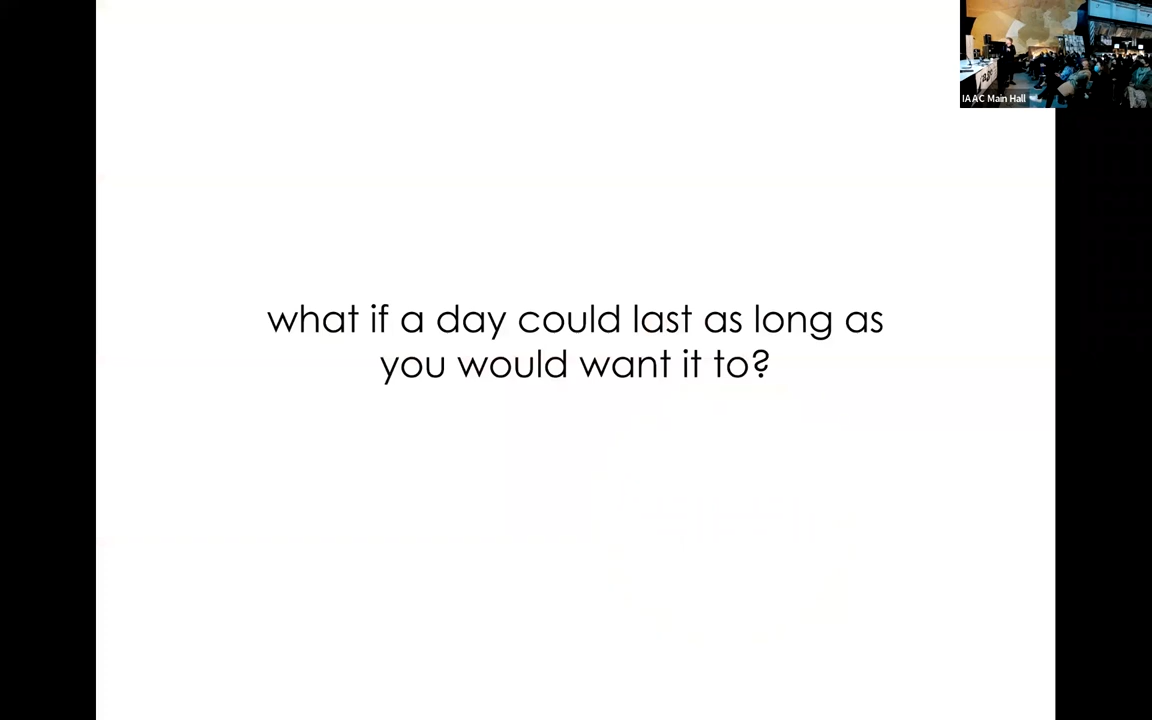 what if a day could last as long as
you would want it to?
IAAC Main Hall